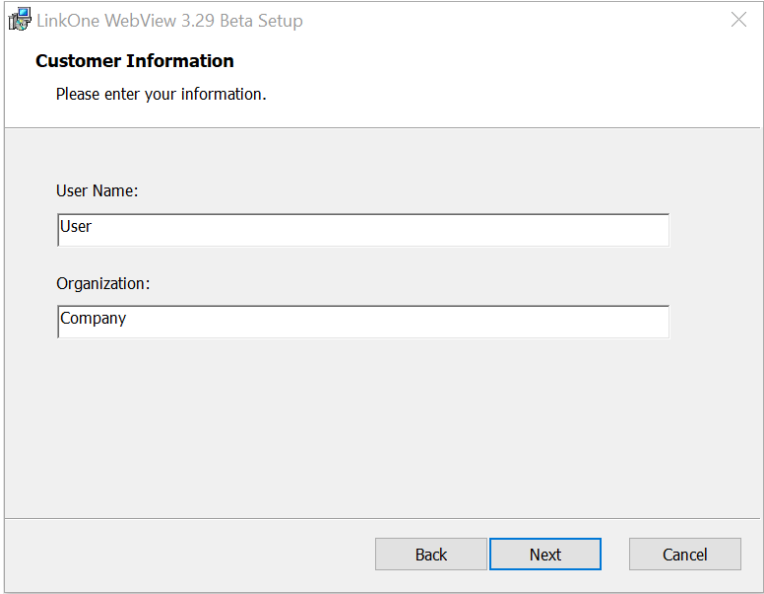 LinkOne WebView 3.29 Beta Setup
Customer Information
Please enter your information.
User Name:
User
Organization:
Company
Back Next Cancel